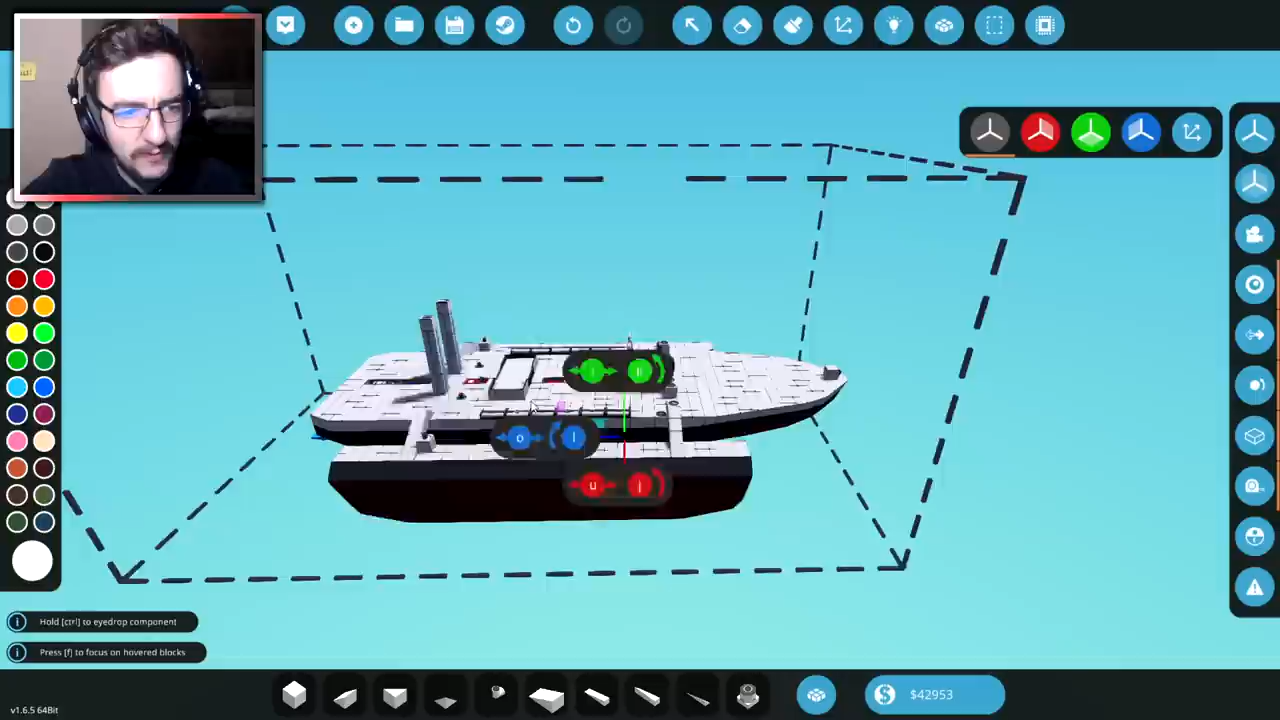 o
l
u
j
Hold [ctrl] to eyedrop component
Press [f] to focus on hovered blocks
v1.6.5 64Bit
$42953